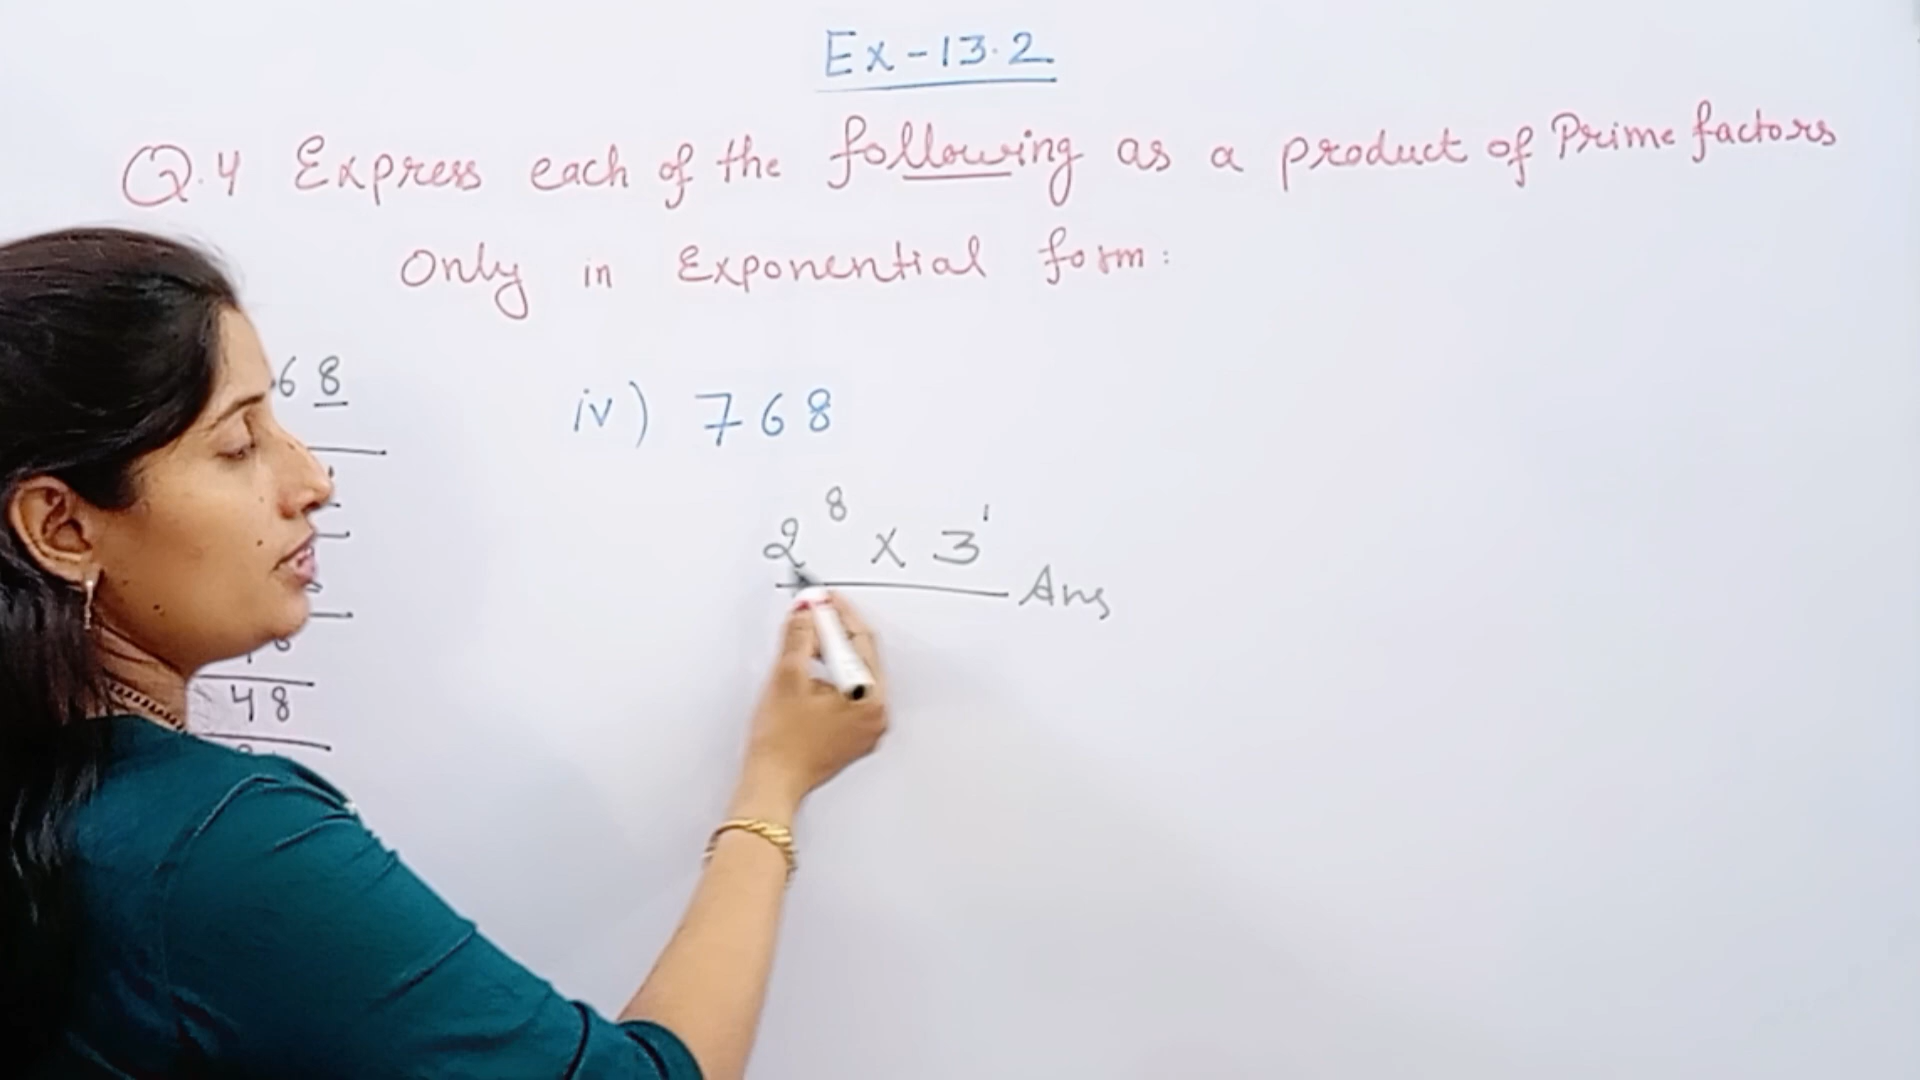 Ex-13.2
Q.4 Express each of the following as a product of Prime factors
Only in Exponential form:
68
iv) 768
2⁸ x 3¹ Ans
48